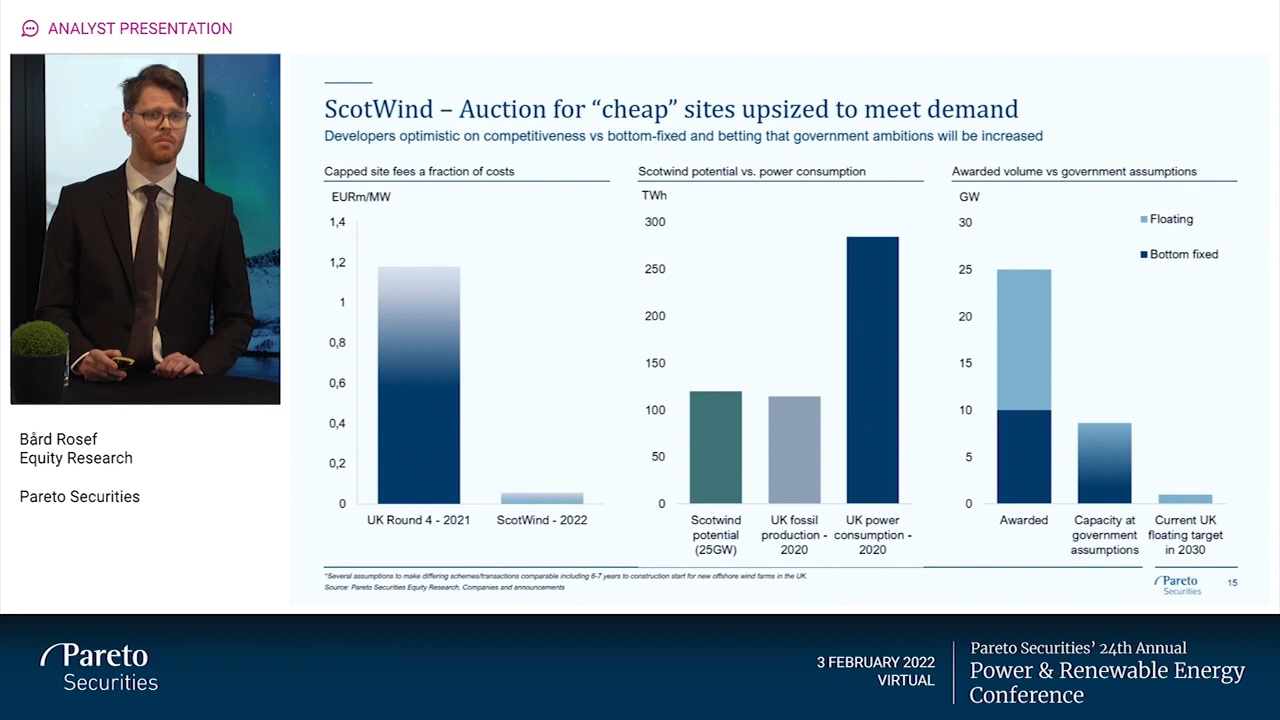 ANALYST PRESENTATION
Bård Rosef
Equity Research
Pareto Securities
ScotWind – Auction for “cheap” sites upsized to meet demand
Developers optimistic on competitiveness vs bottom-fixed and betting that government ambitions will be increased
Capped site fees a fraction of costs
EURm/MW
1,4
1,2
1
0,8
0,6
0,4
0,2
0
UK Round 4 - 2021
ScotWind - 2022
Scotwind potential vs. power consumption
TWh
300
250
200
150
100
50
0
Scotwind
potential
(25GW)
UK fossil
production -
2020
UK power
consumption -
2020
Awarded volume vs government assumptions
GW
30
25
20
15
10
5
0
Floating
Bottom fixed
Awarded
Capacity at
government
assumptions
Current UK
floating target
in 2030
*Several assumptions to make differing schemes/transactions comparable including 6-7 years to construction start for new offshore wind farms in the UK.
Source: Pareto Securities Equity Research, Companies and announcements
Pareto
Securities
15
Pareto
Securities
3 FEBRUARY 2022
VIRTUAL
Pareto Securities’ 24th Annual
Power & Renewable Energy
Conference